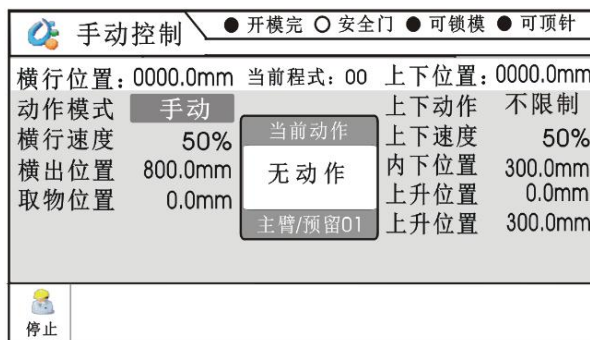 手动控制 ● 开模完 ○ 安全门 ● 可锁模 ● 可顶针
横行位置：0000.0mm 当前程式：00 上下位置：0000.0mm
动作模式 手动 上下动作 不限制
横行速度 50% 当前动作 上下速度 50%
横出位置 800.0mm 无动作 内下位置 300.0mm
取物位置 0.0mm 上升位置 0.0mm
主臂/预留01 上升位置 300.0mm
停止